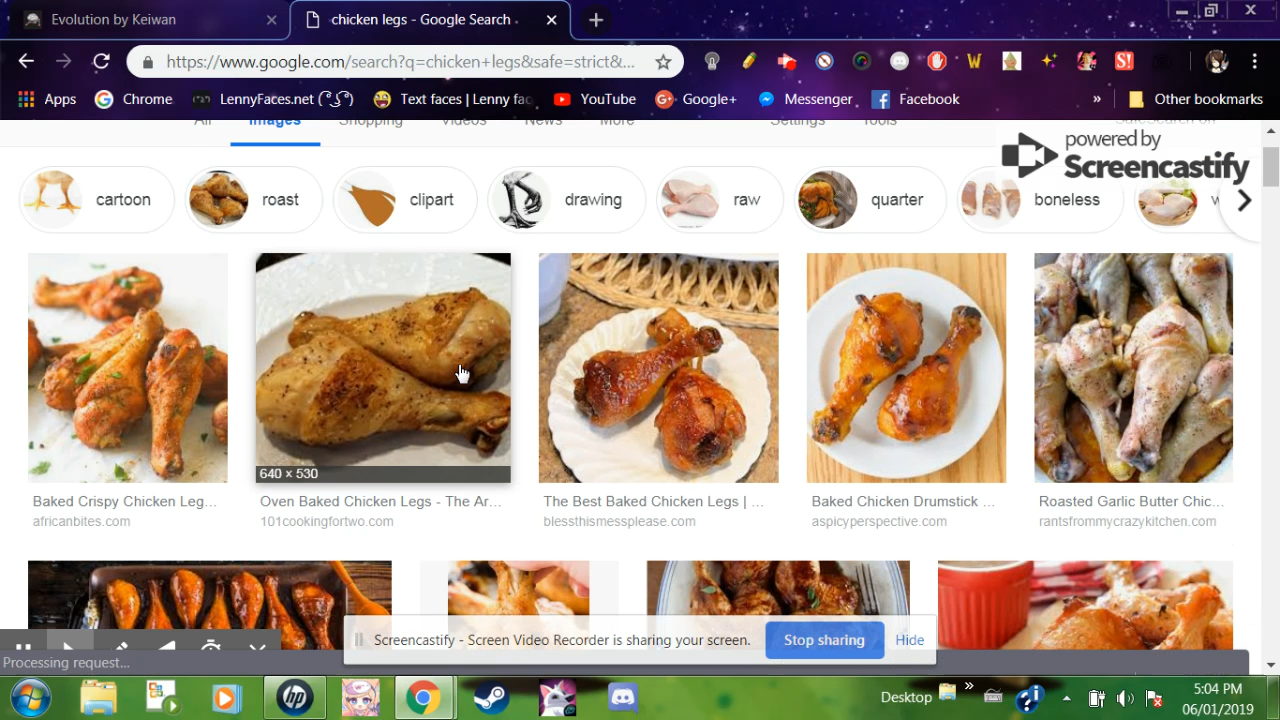 Evolution by Keiwan
chicken legs - Google Search
https://www.google.com/search?q=chicken+legs&safe=strict&...
Apps
Chrome
LennyFaces.net ( ͡° ͜ʖ ͡°)
Text faces | Lenny fac
YouTube
Google+
Messenger
Facebook
»
Other bookmarks
All
Images
Shopping
Videos
News
More
Settings
Tools
SafeSearch on
powered by
Screencastify
cartoon
roast
clipart
drawing
raw
quarter
boneless
w
640 × 530
Baked Crispy Chicken Leg...
Oven Baked Chicken Legs - The Ar...
The Best Baked Chicken Legs | ...
Baked Chicken Drumstick ...
Roasted Garlic Butter Chic...
africanbites.com
101cookingfortwo.com
blessthismessplease.com
aspicyperspective.com
rantsfrommycrazykitchen.com
Screencastify - Screen Video Recorder is sharing your screen.
Stop sharing
Hide
Processing request...
Desktop
»
5:04 PM
06/01/2019